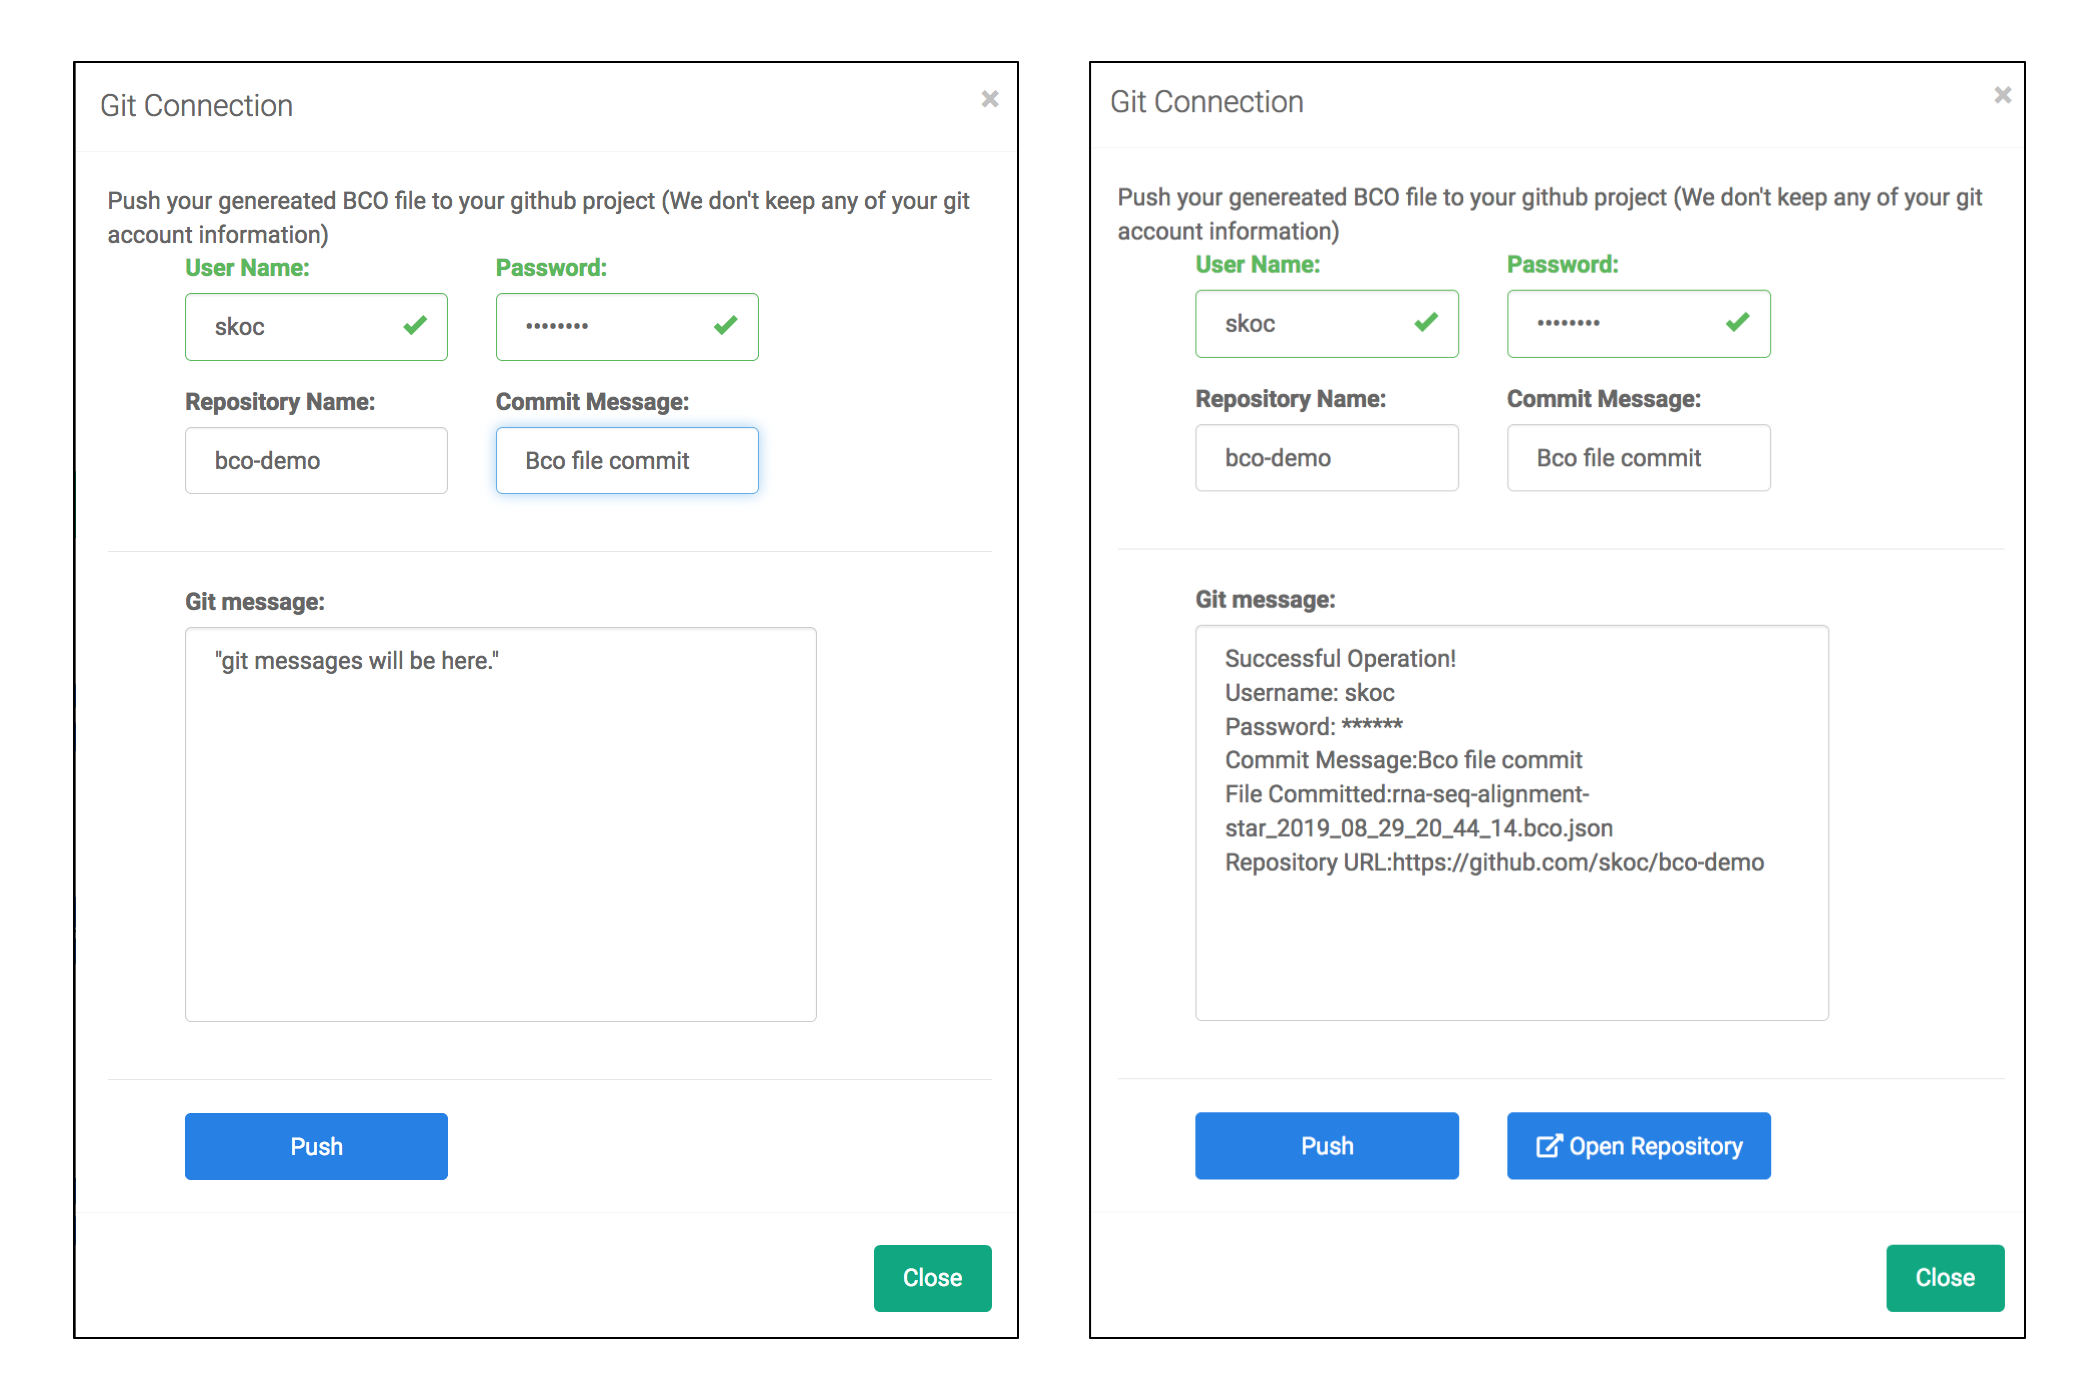 Git Connection
×
Push your genereated BCO file to your github project (We don't keep any of your git
account information)
User Name: Password:
skoc ••••••••
Repository Name: Commit Message:
bco-demo Bco file commit
Git message:
"git messages will be here."
Push
Close
Git Connection
×
Push your genereated BCO file to your github project (We don't keep any of your git
account information)
User Name: Password:
skoc ••••••••
Repository Name: Commit Message:
bco-demo Bco file commit
Git message:
Successful Operation!
Username: skoc
Password: ******
Commit Message:Bco file commit
File Committed:rna-seq-alignment-
star_2019_08_29_20_44_14.bco.json
Repository URL:https://github.com/skoc/bco-demo
Push Open Repository
Close